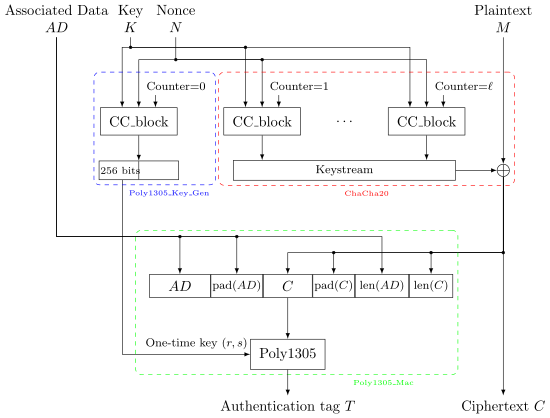 Associated Data Key Nonce Plaintext
AD K N M
Counter=0 Counter=1 Counter=ℓ
CC_block CC_block ··· CC_block
256 bits Keystream
Poly1305_Key_Gen ChaCha20
AD pad(AD) C pad(C) len(AD) len(C)
One-time key (r, s)
Poly1305
Poly1305_Mac
Authentication tag T Ciphertext C